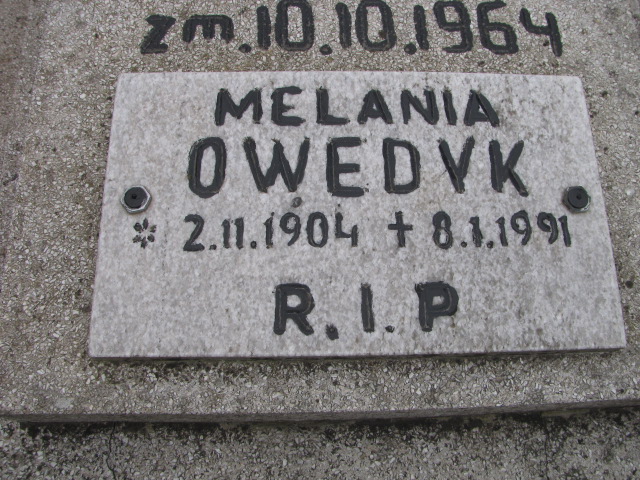 zm.10.10.1964
MELANIA
OWEDYK
* 2.11.1904 + 8.1.1991
R.I.P